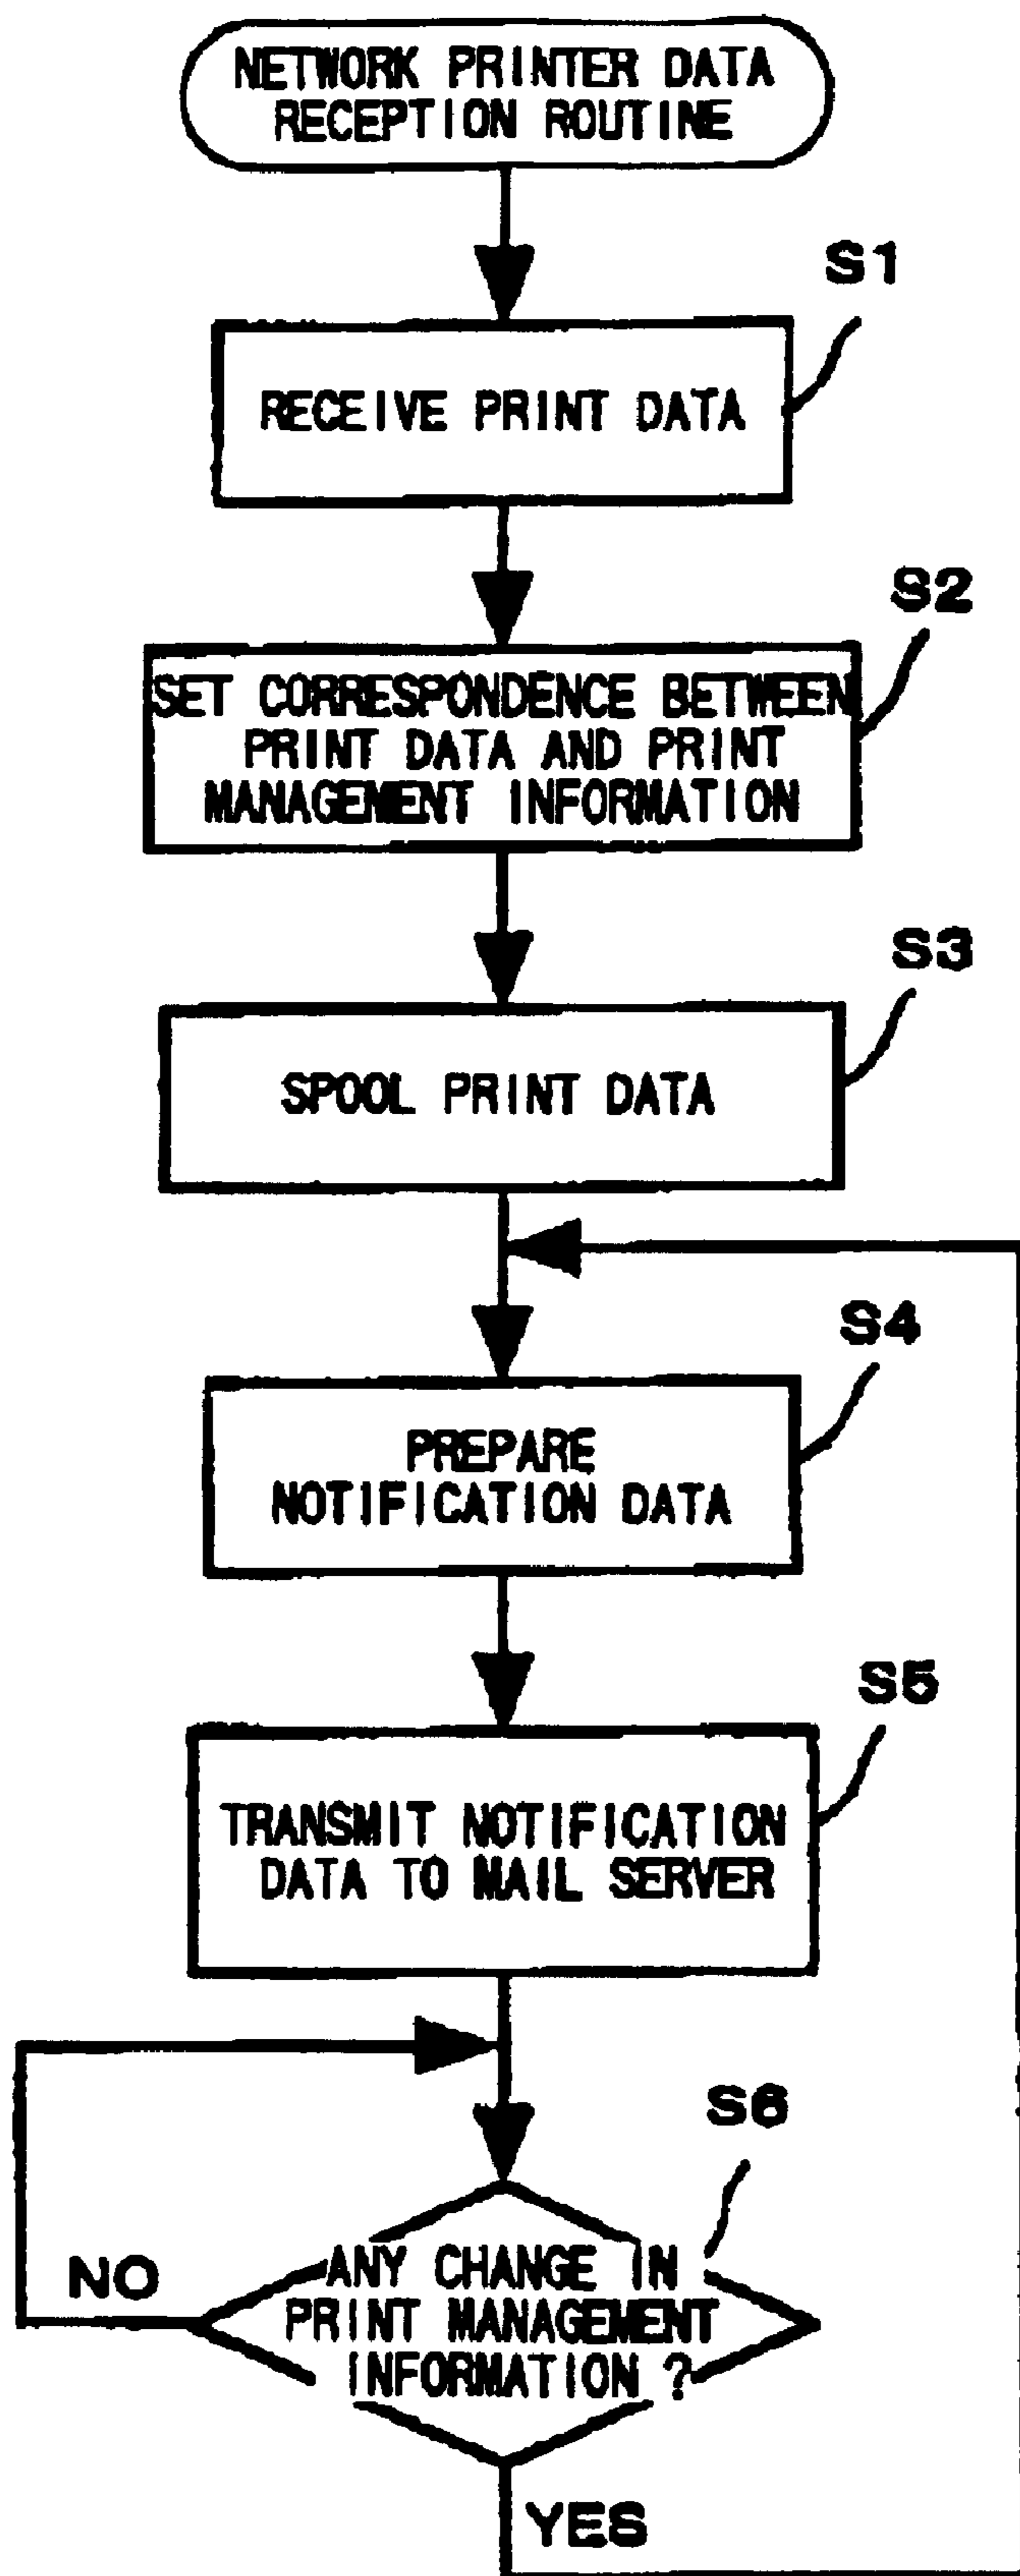 NETWORK PRINTER DATA
RECEPTION ROUTINE
S1
RECEIVE PRINT DATA
S2
SET CORRESPONDENCE BETWEEN
PRINT DATA AND PRINT
MANAGEMENT INFORMATION
S3
SPOOL PRINT DATA
S4
PREPARE
NOTIFICATION DATA
S5
TRANSMIT NOTIFICATION
DATA TO MAIL SERVER
S6
ANY CHANGE IN
NO
PRINT MANAGEMENT
INFORMATION ?
YES